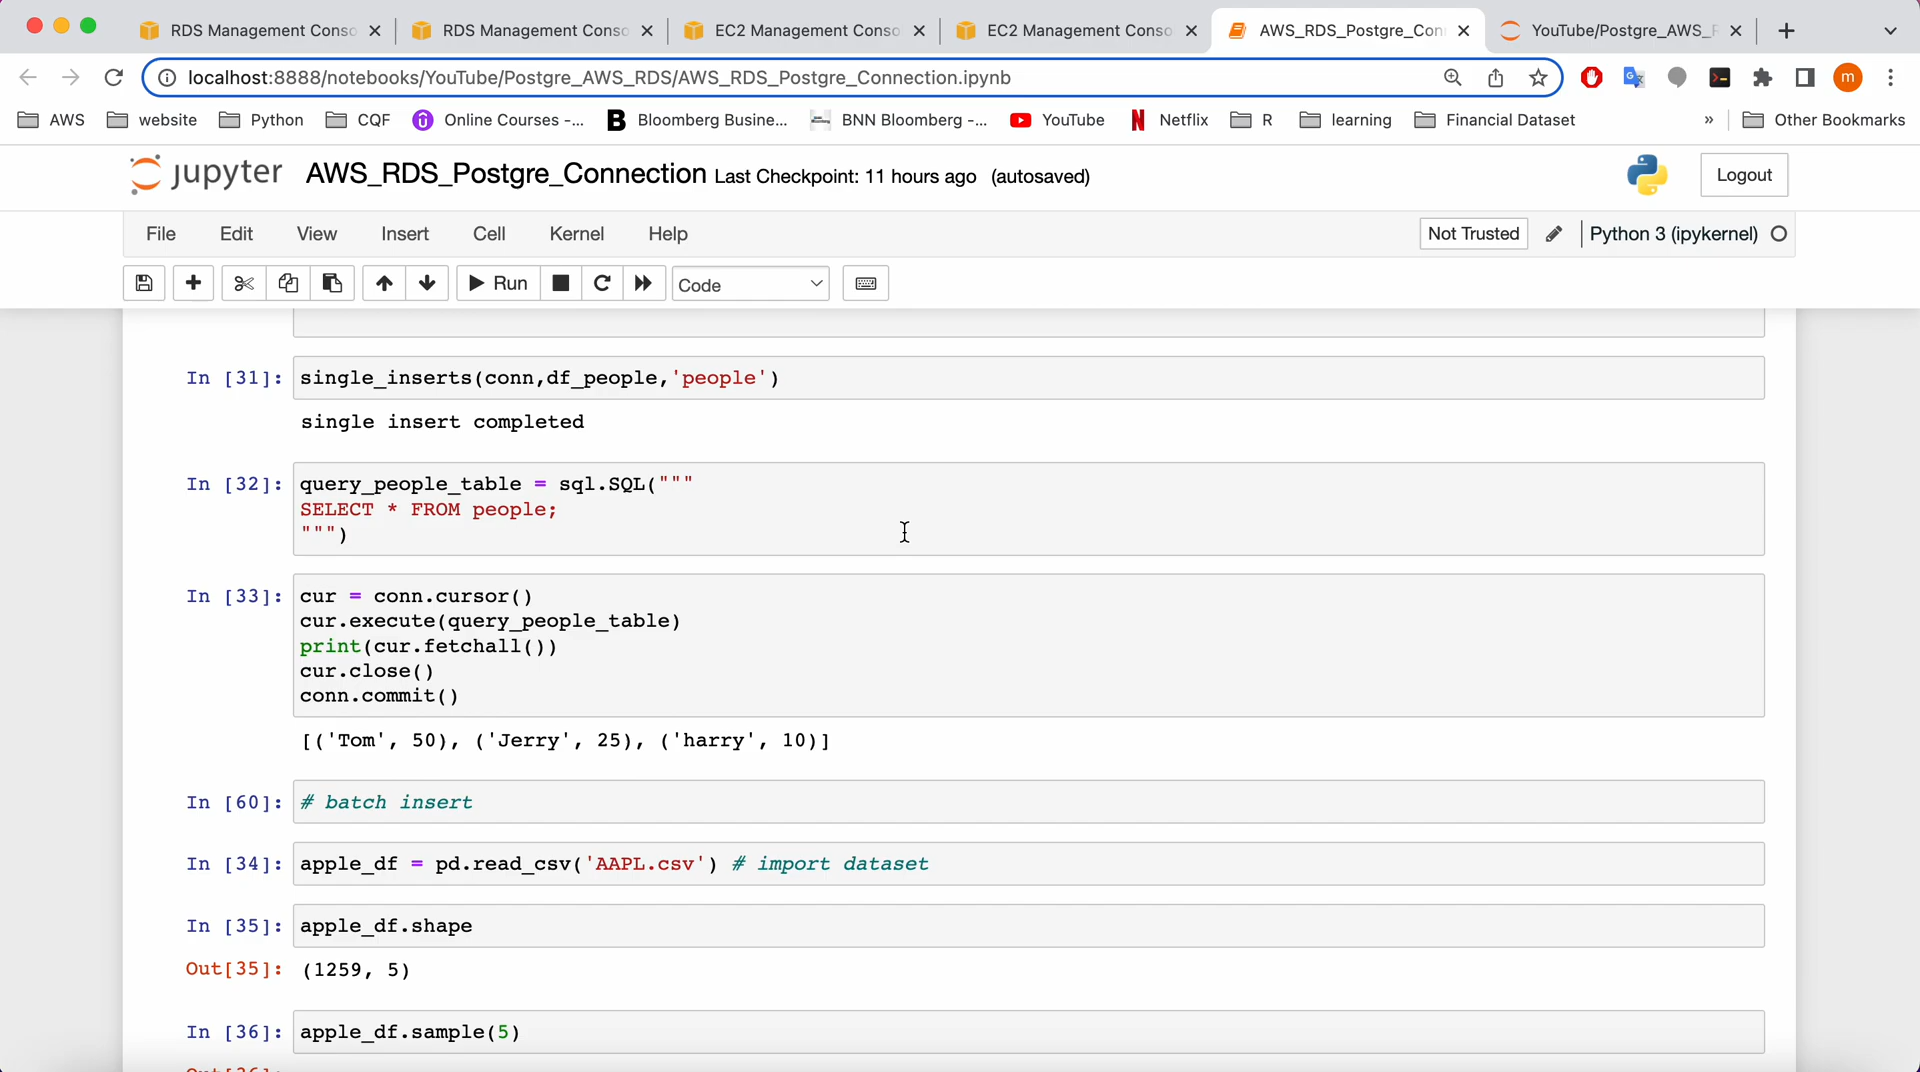 RDS Management Conso
RDS Management Conso
EC2 Management Conso
EC2 Management Conso
AWS_RDS_Postgre_Con
YouTube/Postgre_AWS_R
localhost:8888/notebooks/YouTube/Postgre_AWS_RDS/AWS_RDS_Postgre_Connection.ipynb
m
AWS website Python CQF Online Courses -... Bloomberg Busine... BNN Bloomberg -... YouTube Netflix R learning Financial Dataset » Other Bookmarks
jupyter AWS_RDS_Postgre_Connection Last Checkpoint: 11 hours ago (autosaved) Logout
File Edit View Insert Cell Kernel Help Not Trusted Python 3 (ipykernel)
Run Code
In [31]: single_inserts(conn,df_people,'people')
single insert completed
In [32]: query_people_table = sql.SQL("""
SELECT * FROM people;
""")
In [33]: cur = conn.cursor()
cur.execute(query_people_table)
print(cur.fetchall())
cur.close()
conn.commit()
[('Tom', 50), ('Jerry', 25), ('harry', 10)]
In [60]: # batch insert
In [34]: apple_df = pd.read_csv('AAPL.csv') # import dataset
In [35]: apple_df.shape
Out[35]: (1259, 5)
In [36]: apple_df.sample(5)